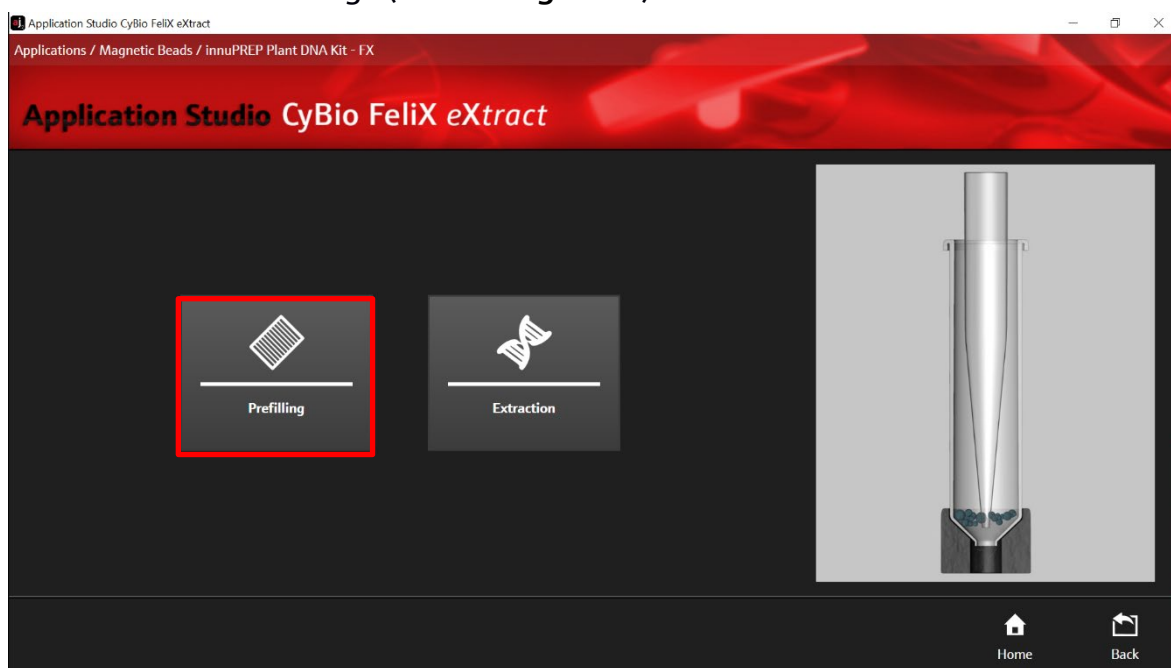 Application Studio CyBio FeliX eXtract
Applications / Magnetic Beads / innuPREP Plant DNA Kit - FX
Application Studio CyBio FeliX eXtract
Prefilling
Extraction
Home
Back